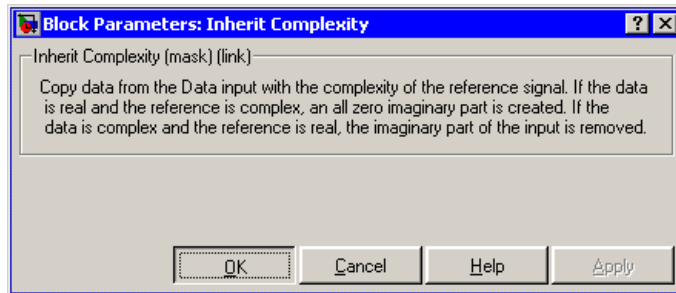 Block Parameters: Inherit Complexity
Inherit Complexity (mask) (link)
Copy data from the Data input with the complexity of the reference signal. If the data
is real and the reference is complex, an all zero imaginary part is created. If the
data is complex and the reference is real, the imaginary part of the input is removed.
OK Cancel Help Apply